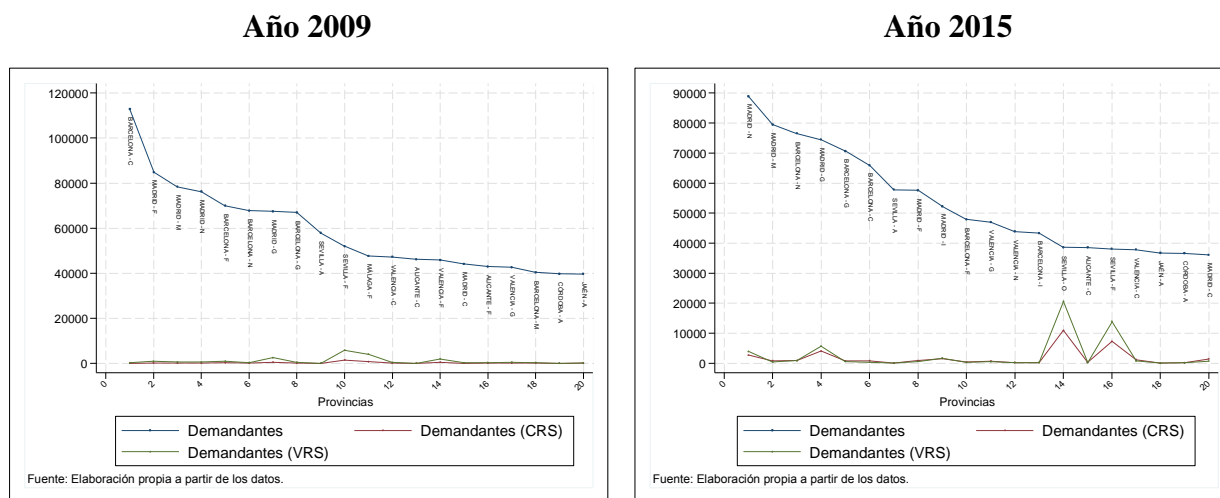 Año 2009
120000
100000
80000
60000
40000
20000
0
BARCELONA - C
MADRID - F
MADRID - M
MADRID - N
BARCELONA - F
BARCELONA - N
MADRID - G
BARCELONA - G
SEVILLA - A
SEVILLA - F
MÁLAGA - F
VALENCIA - C
ALICANTE - C
VALENCIA - F
MADRID - C
ALICANTE - F
VALENCIA - G
BARCELONA - M
CÓRDOBA - A
JAÉN - A
0 2 4 6 8 10 12 14 16 18 20
Provincias
Demandantes Demandantes (CRS)
Demandantes (VRS)
Fuente: Elaboración propia a partir de los datos.
Año 2015
90000
80000
70000
60000
50000
40000
30000
20000
10000
0
MADRID - N
MADRID - M
BARCELONA - N
MADRID - G
BARCELONA - G
BARCELONA - C
SEVILLA - A
MADRID - F
MADRID - I
BARCELONA - F
VALENCIA - G
VALENCIA - N
BARCELONA - I
SEVILLA - O
ALICANTE - C
SEVILLA - F
VALENCIA - C
JAÉN - A
CÓRDOBA - A
MADRID - C
0 2 4 6 8 10 12 14 16 18 20
Provincias
Demandantes Demandantes (CRS)
Demandantes (VRS)
Fuente: Elaboración propia a partir de los datos.